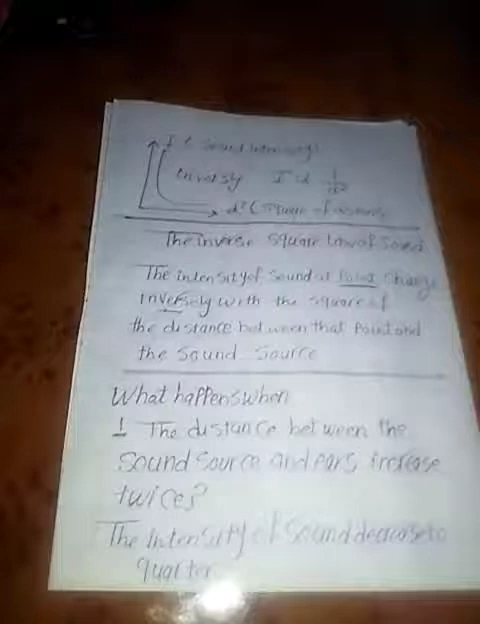 I (Sound intensity)
inversly I α 1/d²
d² (Square of distance
The inverse square law of Sound
The intensity of sound at Point change
Inversely with the square of
the distance between that point and
the Sound Source
What happens when
1 The distance between the
Sound Source and ears increase
twices?
The intensity of Sound decrease to
quarter